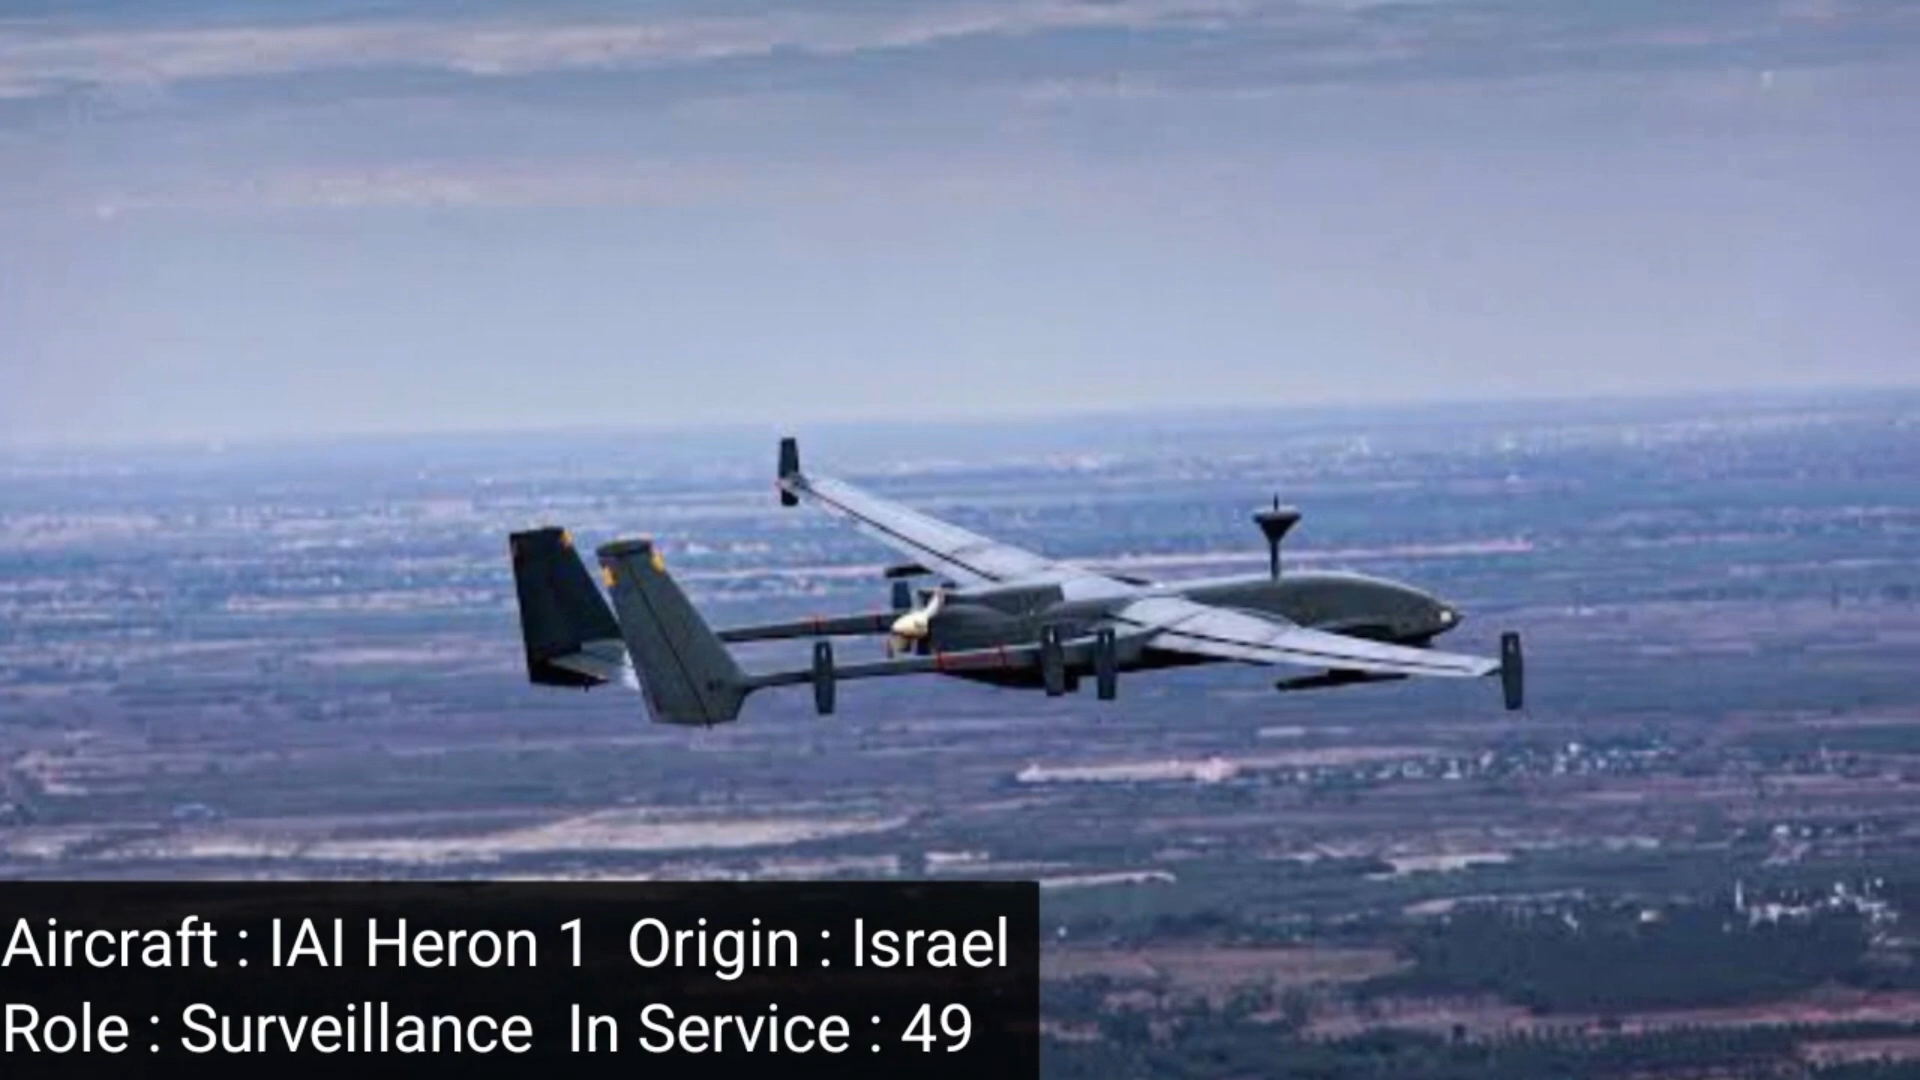 Aircraft : IAI Heron 1  Origin : Israel
Role : Surveillance  In Service : 49